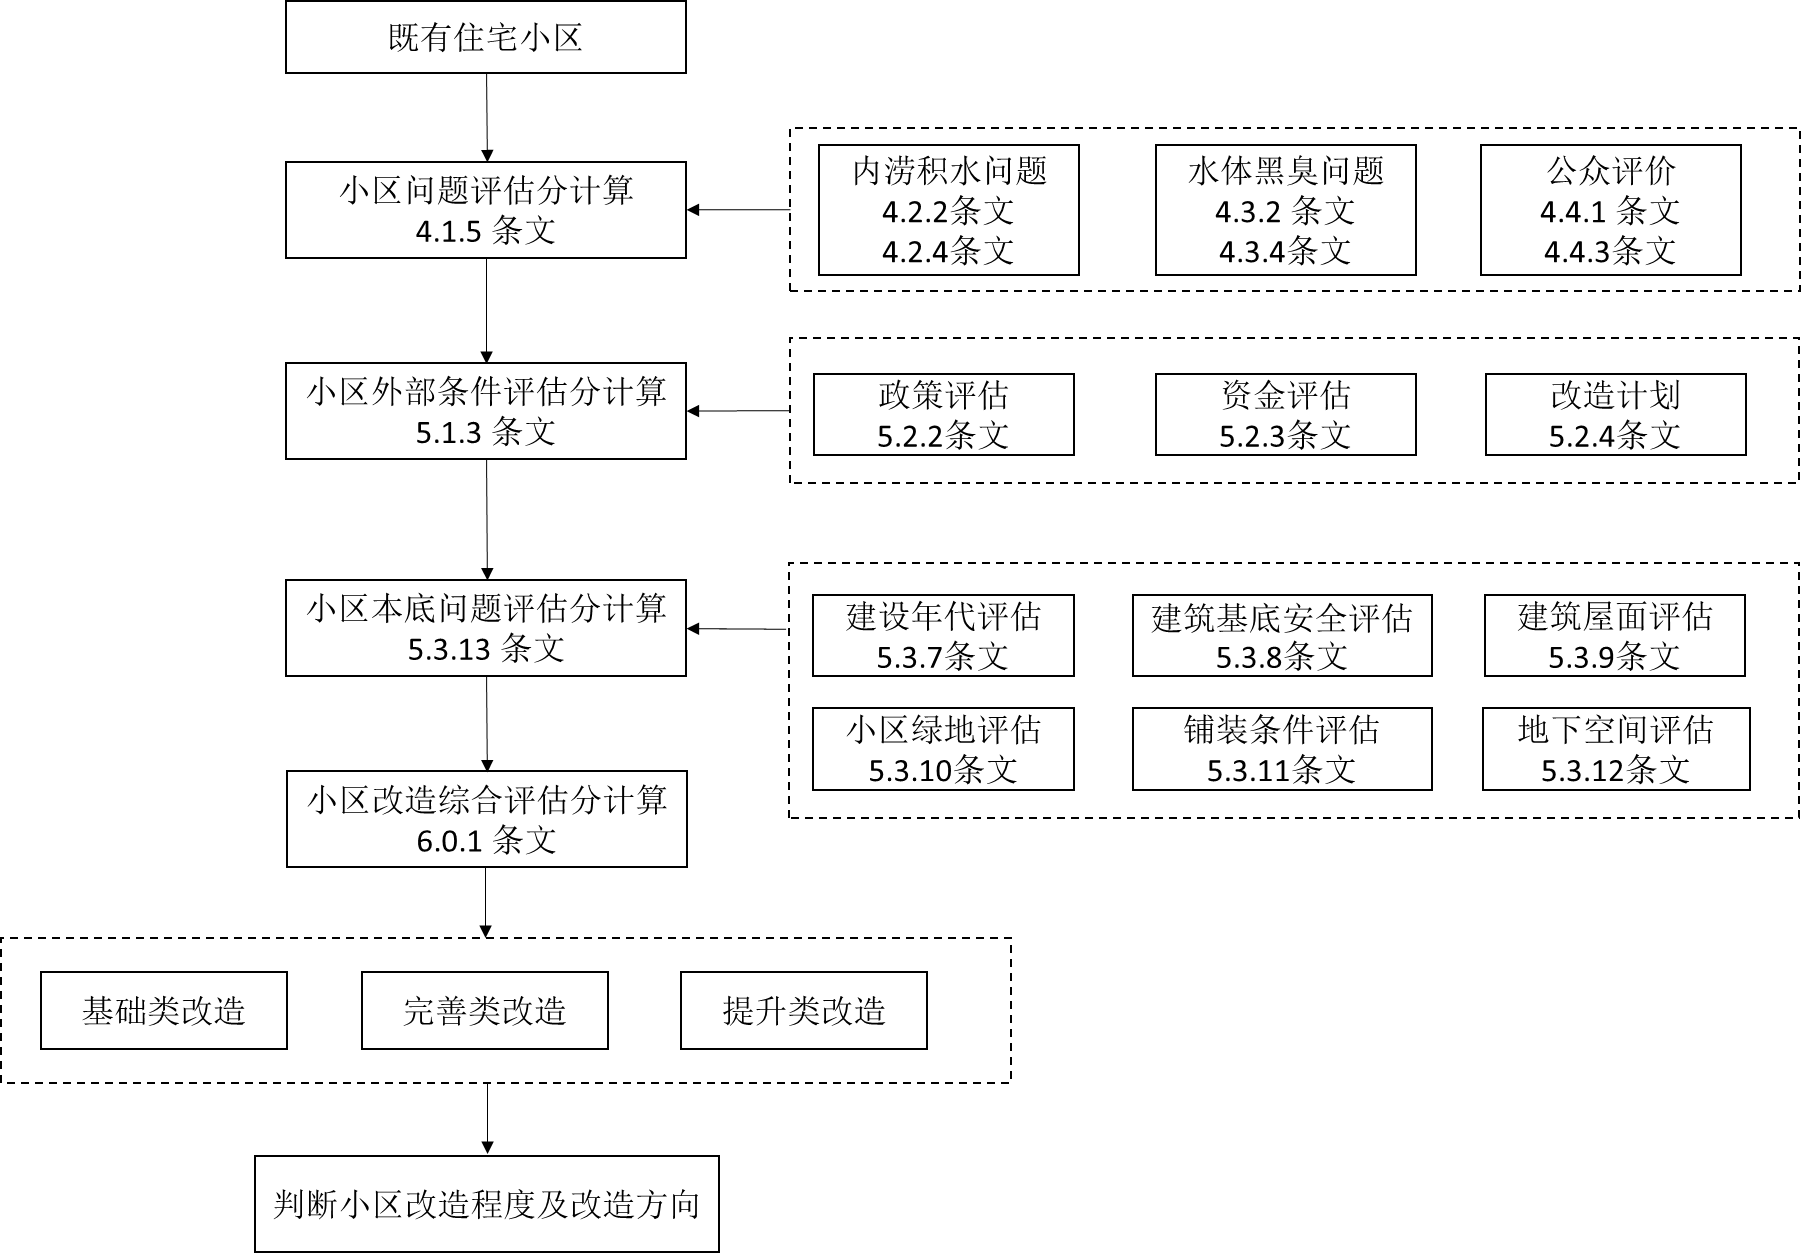 既有住宅小区
小区问题评估分计算
4.1.5 条文
内涝积水问题
4.2.2条文
4.2.4条文
水体黑臭问题
4.3.2 条文
4.3.4条文
公众评价
4.4.1 条文
4.4.3条文
小区外部条件评估分计算
5.1.3 条文
政策评估
5.2.2条文
资金评估
5.2.3条文
改造计划
5.2.4条文
小区本底问题评估分计算
5.3.13 条文
建设年代评估
5.3.7条文
建筑基底安全评估
5.3.8条文
建筑屋面评估
5.3.9条文
小区绿地评估
5.3.10条文
铺装条件评估
5.3.11条文
地下空间评估
5.3.12条文
小区改造综合评估分计算
6.0.1 条文
基础类改造
完善类改造
提升类改造
判断小区改造程度及改造方向